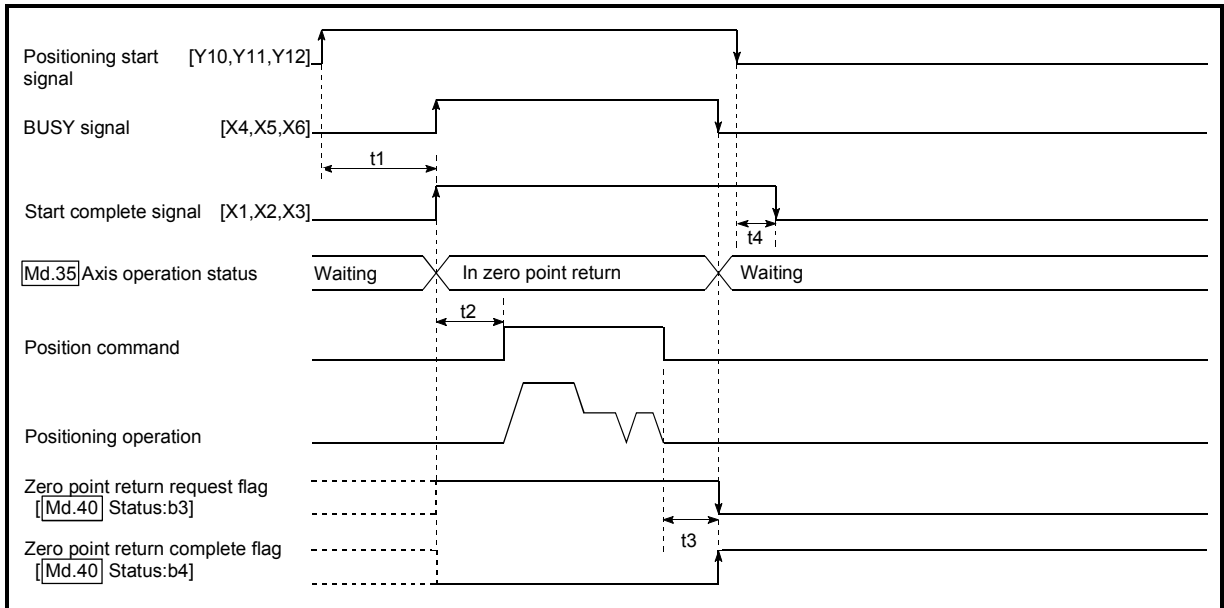 Positioning start [Y10,Y11,Y12]
signal
BUSY signal [X4,X5,X6]
t1
Start complete signal [X1,X2,X3]
t4
Md.35 Axis operation status Waiting In zero point return Waiting
t2
Position command
Positioning operation
Zero point return request flag
[ Md.40 Status:b3]
t3
Zero point return complete flag
[ Md.40 Status:b4]